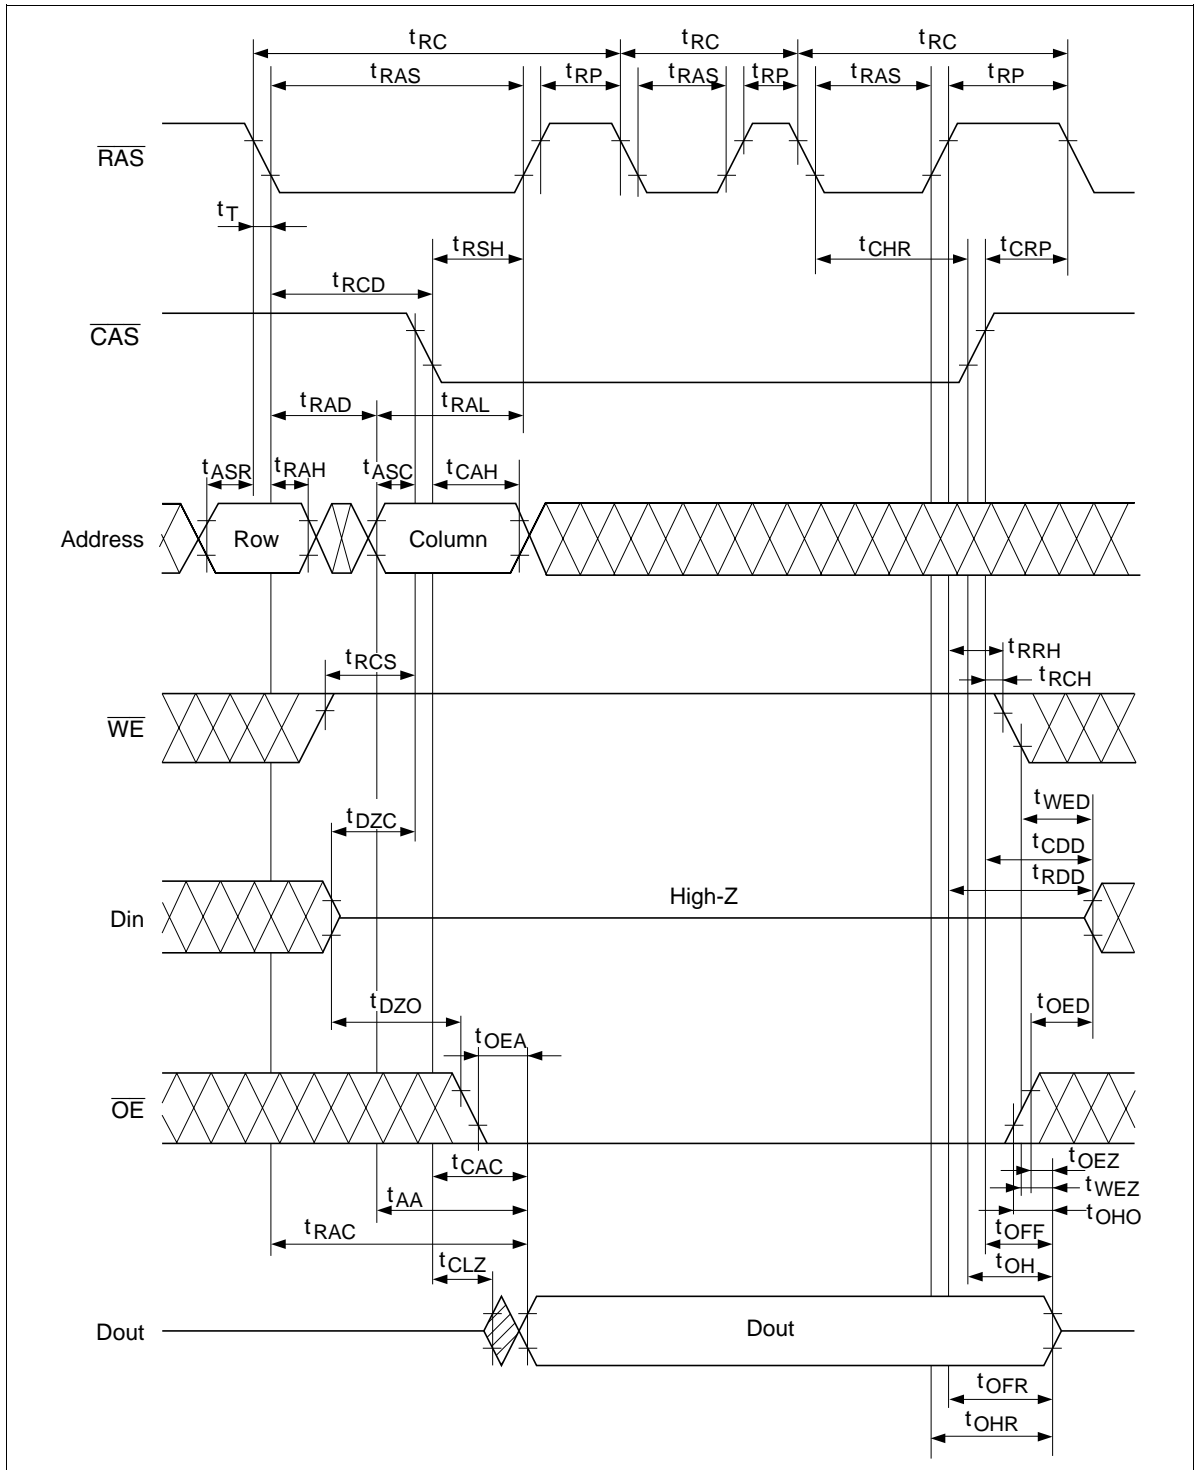 tRC tRC tRC
tRAS tRP tRAS tRP tRAS tRP
RAS
tT
tRSH tCHR tCRP
tRCD
CAS
tRAD tRAL
tASR tRAH tASC tCAH
Address Row Column
tRRH
tRCS tRCH
WE
tWED
tDZC
tCDD
tRDD
High-Z
Din
tDZO tOED
tOEA
OE
tCAC tOEZ
tAA tWEZ
tOHO
tRAC tOFF
tCLZ tOH
Dout Dout
tOFR
tOHR